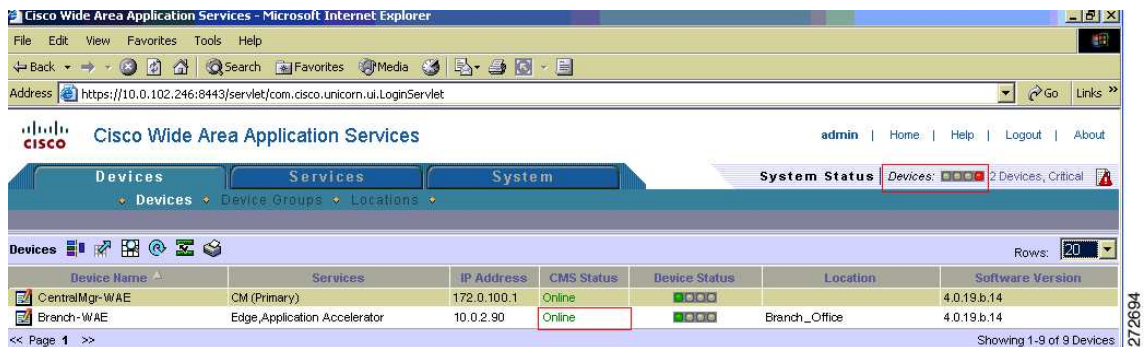 Cisco Wide Area Application Services - Microsoft Internet Explorer
File Edit View Favorites Tools Help
Back Search Favorites Media
Address https://10.0.102.246:8443/servlet/com.cisco.unicorn.ui.LoginServlet Go Links »
CISCO Cisco Wide Area Application Services admin | Home | Help | Logout | About
Devices Services System System Status Devices: 2 Devices, Critical
Devices Device Groups Locations
Devices Rows: 20
Device Name Services IP Address CMS Status Device Status Location Software Version
CentralMgr-WAE CM (Primary) 172.0.100.1 Online 4.0.19.b.14
Branch-WAE Edge,Application Accelerator 10.0.2.90 Online Branch_Office 4.0.19.b.14
<< Page 1 >> Showing 1-9 of 9 Devices
272694